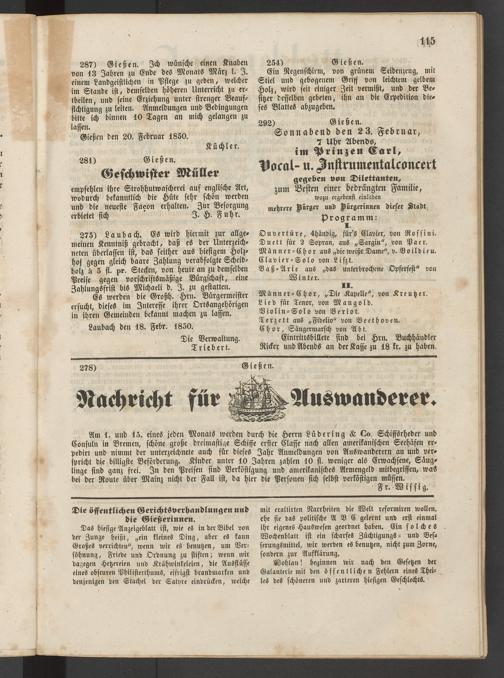 115
287) Gießen. Ich wünsche einen Knaben
von 13 Jahren zu Ende des Monats März l. J.
einem Landgeistlichen in Pflege zu geben, welcher
im Stande ist, demselben höheren Unterricht zu er-
theilen, und seine Erziehung unter strenger Beauf-
sichtigung zu leiten. Anmeldungen und Bedingungen
bitte ich binnen 10 Tagen an mich gelangen zu
lassen.
Gießen den 20. Februar 1850.
Küchler.
281) Gießen.
Geschwister Müller
empfehlen ihre Strohhutwascherei auf englische Art,
wodurch bekanntlich die Hüte sehr schön werden
und die neueste Façon erhalten. Zur Besorgung
erbietet sich J. H. Fuhr.
275) Laubach. Es wird hiermit zur allge-
meinen Kenntniß gebracht, daß es der Unterzeich-
neten überlassen ist, das seither aus hiesigem Holz-
hof gegen gleich baare Zahlung verabfolgte Scheib-
holz à 5 fl. pr. Stecken, von heute an zu demselben
Preise gegen vorschriftsmäßige Bürgschaft, eine
Zahlungsfrist bis Michaeli d. J. zu gestatten.
Es werden die Großh. Hrn. Bürgermeister
ersucht, dieses im Interesse ihrer Ortsangehörigen
in ihren Gemeinden bekannt machen zu lassen.
Laubach den 18. Febr. 1850.
Die Verwaltung.
Triebert.
254) Gießen.
Ein Regenschirm, von grünem Seidenzeug, mit
Stiel und gebogenem Griff von leichtem gelbem
Holz, wird seit einiger Zeit vermißt, und der Be-
sitzer desselben gebeten, ihn an die Expedition die-
ses Blattes abzugeben.
292) Gießen.
Sonnabend den 23. Februar,
7 Uhr Abends,
im Prinzen Carl,
Vocal- u. Instrumentalconcert
gegeben von Dilettanten,
zum Besten einer bedrängten Familie,
wozu ergebenst einladen
mehrere Bürger und Bürgerinnen dieser Stadt.
Programm:
I.
Ouvertüre, 4händig, für's Clavier, von Rossini.
Duett für 2 Sopran, aus „Sargin“, von Paer.
Männer-Chor aus „die weiße Dame“, v. Boildieu.
Clavier-Solo von Liszt.
Baß-Arie aus „das unterbrochene Opferfest“ von
Winter.
II.
Männer-Chor, „Die Kapelle“, von Kreutzer.
Lied für Tenor, von Mangold.
Violin-Solo von Beriot.
Terzett aus „Fidelio“ von Beethoven.
Chor, Sängermarsch von Abt.
Eintrittsbillete sind bei Hrn. Buchhändler
Ricker und Abends an der Kasse zu 18 kr. zu haben.
278) Gießen.
Nachricht für Auswanderer.
Am 1. und 15. eines jeden Monats werden durch die Herrn Lüdering & Co. Schiffsrheder und
Consuln in Bremen, schöne große dreimastige Schiffe erster Classe nach allen amerikanischen Seehäfen er-
pedirt und nimmt der unterzeichnete auch für dieses Jahr Anmeldungen von Auswanderern an und ver-
spricht die billigste Beförderung. Kinder unter 10 Jahren zahlen 10 fl. weniger als Erwachsene, Säug-
linge sind ganz frei. In den Preisen sind Verköstigung und amerikanisches Armengeld mitbegriffen, was
bei der Route über Mainz nicht der Fall ist, da hier die Personen sich selbst verköstigen müssen.
Fr. Wissig.
Die öffentlichen Gerichtsverhandlungen und
die Gießerinnen.
Das hiesige Anzeigeblatt ist, wie es in der Bibel von
der Zunge heißt, „ein kleines Ding, aber es kann
Großes verrichten“, wenn wir es benutzen, um Ver-
söhnung, Friede und Ordnung zu stiften; wenn wir
dagegen Hetzereien und Krähwinkeleien, die Ausflüsse
eines obscuren Philisterthums, eifrigst brandmarken und
denjenigen den Stachel der Satyre eindrücken, welche
mit exaltirten Narrheiten die Welt reformiren wollen,
ehe sie das politische A B C gelernt und erst einmal
ihr eigenes Hauswesen geordnet haben. Ein solches
Wochenblatt ist ein scharfes Züchtigungs- und Bes-
serungsmittel, wir werden es benutzen, nicht zum Zorne,
sondern zur Aufklärung.
Wohlan! beginnen wir nach den Gesetzen der
Galanterie mit den öffentlichen Fehlern eines Thei-
les des schöneren und zarteren hiesigen Geschlechts.